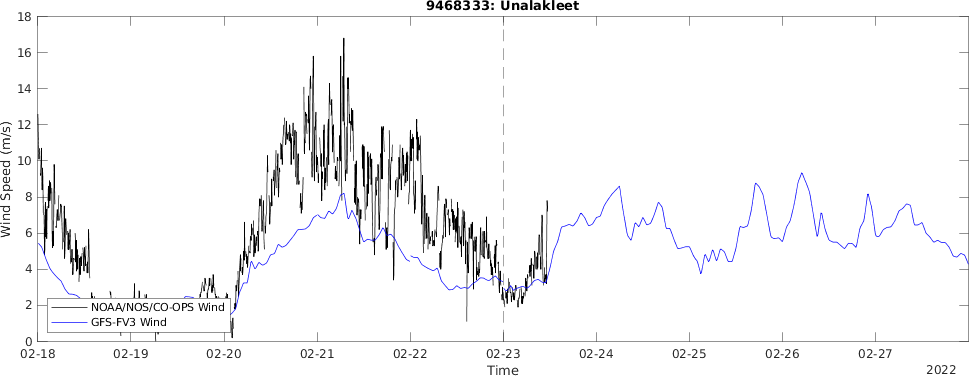 9468333: Unalakleet
Wind Speed (m/s)
18
16
14
12
10
8
6
4
2
0
NOAA/NOS/CO-OPS Wind
GFS-FV3 Wind
02-18 02-19 02-20 02-21 02-22 02-23 02-24 02-25 02-26 02-27
Time
2022